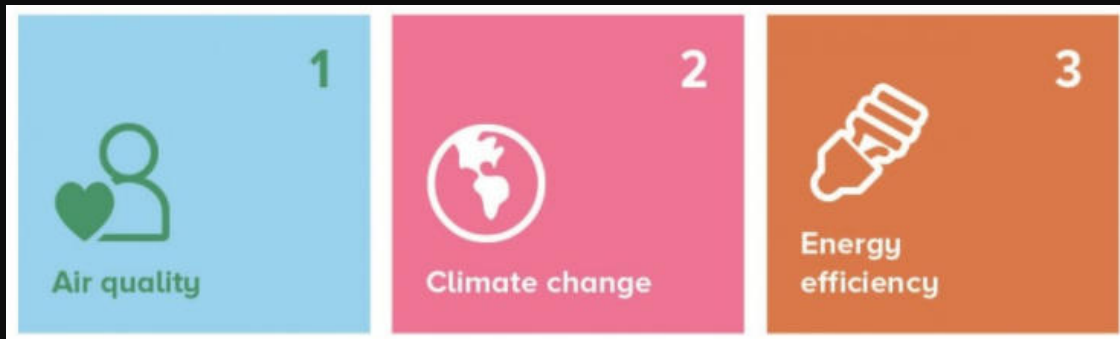 1
Air quality
2
Climate change
3
Energy
efficiency